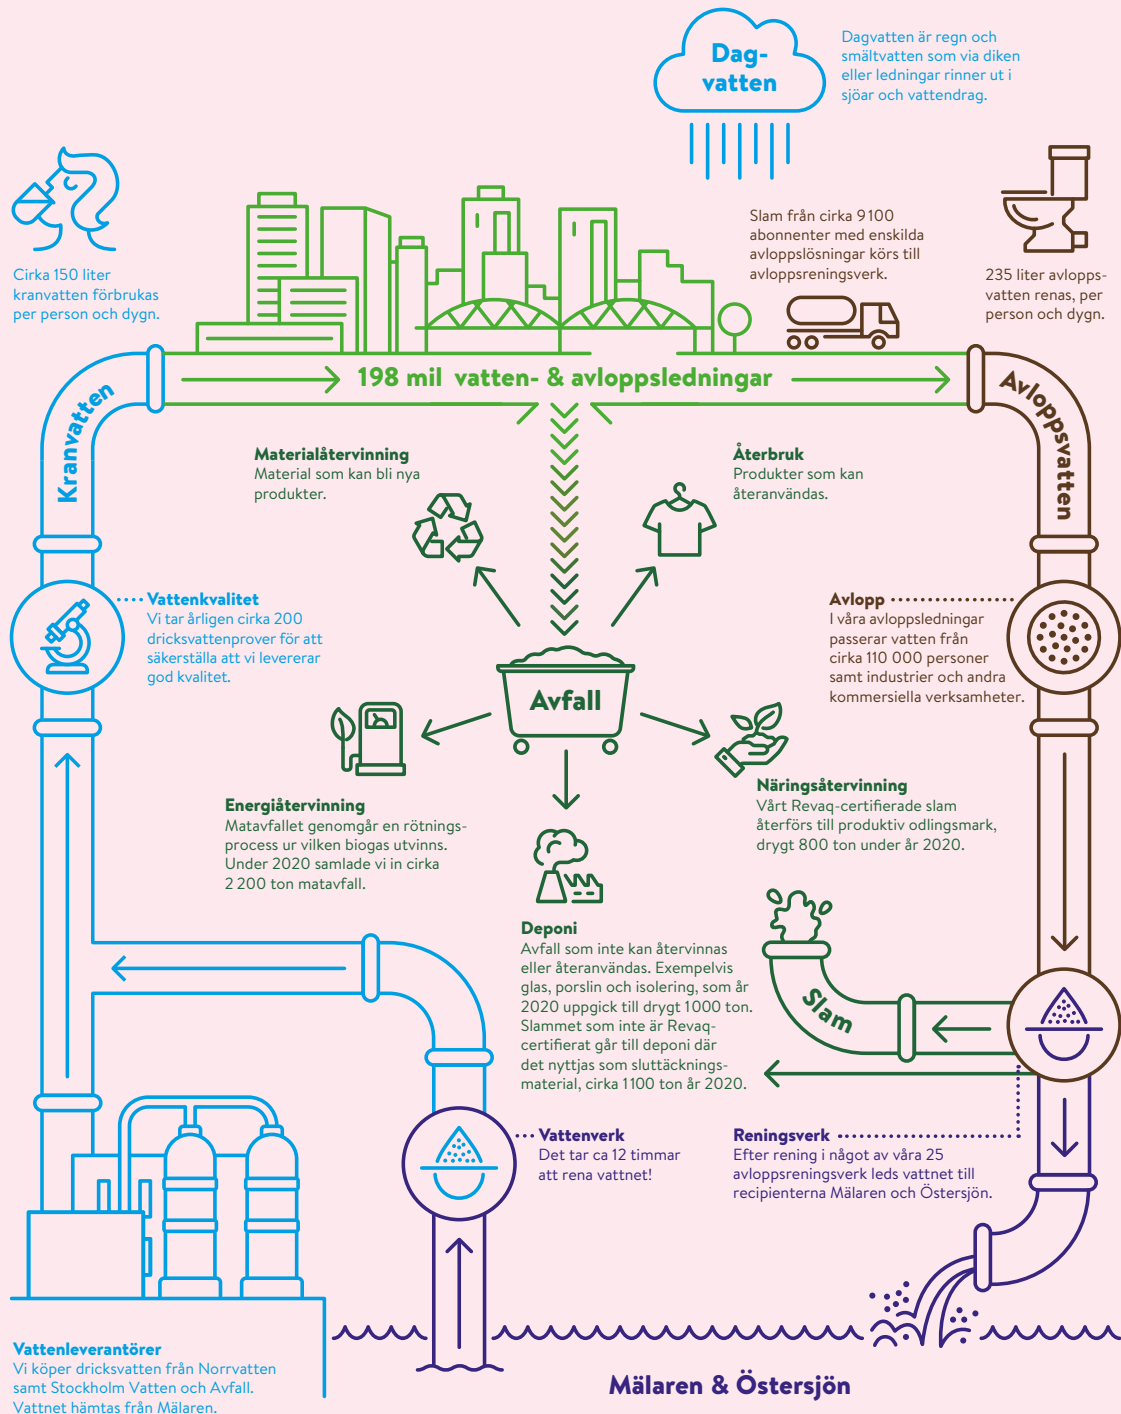 Dag-
vatten
Dagvatten är regn och
smältvatten som via diken
eller ledningar rinner ut i
sjöar och vattendrag.
Cirka 150 liter
kranvatten förbrukas
per person och dygn.
Slam från cirka 9100
abonnenter med enskilda
avloppslösningar körs till
avloppsreningsverk.
235 liter avlopps-
vatten renas, per
person och dygn.
198 mil vatten- & avloppsledningar
Kranvatten
Avloppsvatten
Materialåtervinning
Material som kan bli nya
produkter.
Återbruk
Produkter som kan
återanvändas.
Vattenkvalitet
Vi tar årligen cirka 200
dricksvattenprover för att
säkerställa att vi levererar
god kvalitet.
Avlopp
I våra avloppsledningar
passerar vatten från
cirka 110 000 personer
samt industrier och andra
kommersiella verksamheter.
Avfall
Energiåtervinning
Matavfallet genomgår en rötnings-
process ur vilken biogas utvinns.
Under 2020 samlade vi in cirka
2 200 ton matavfall.
Näringsåtervinning
Vårt Revaq-certifierade slam
återförs till produktiv odlingsmark,
drygt 800 ton under år 2020.
Deponi
Avfall som inte kan återvinnas
eller återanvändas. Exempelvis
glas, porslin och isolering, som år
2020 uppgick till drygt 1000 ton.
Slammet som inte är Revaq-
certifierat går till deponi där
det nyttjas som sluttäcknings-
material, cirka 1100 ton år 2020.
Slam
Vattenverk
Det tar ca 12 timmar
att rena vattnet!
Reningsverk
Efter rening i något av våra 25
avloppsreningsverk leds vattnet till
recipienterna Mälaren och Östersjön.
Vattenleverantörer
Vi köper dricksvatten från Norrvatten
samt Stockholm Vatten och Avfall.
Vattnet hämtas från Mälaren.
Mälaren & Östersjön